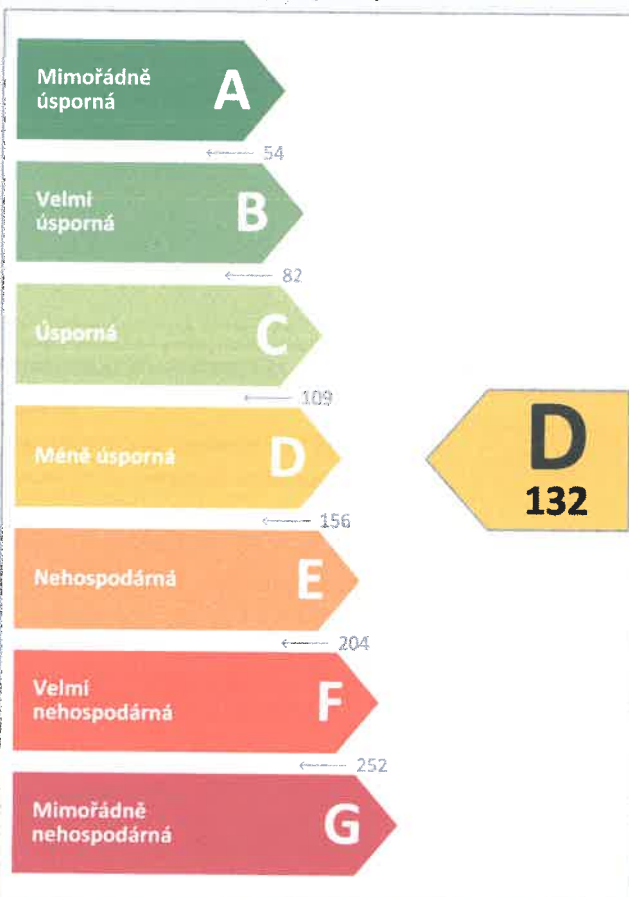 Mimořádně
úsporná
A
54
Velmi
úsporná
B
82
Úsporná
C
109
Méně úsporná
D
D
132
156
Nehospodárná
E
204
Velmi
nehospodárná
F
252
Mimořádně
nehospodárná
G